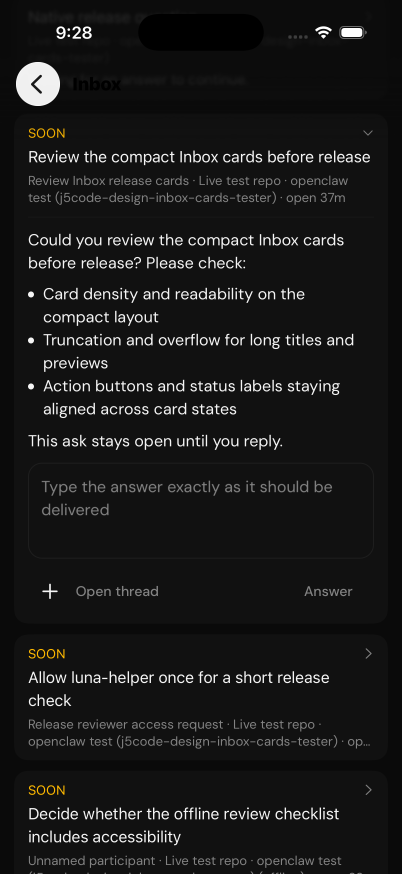 Native release
9:28
answer to continue.
Inbox
SOON
Review the compact Inbox cards before release
Review Inbox release cards · Live test repo · openclaw
test (j5code-design-inbox-cards-tester) · open 37m
Could you review the compact Inbox cards
before release? Please check:
• Card density and readability on the
compact layout
• Truncation and overflow for long titles and
previews
• Action buttons and status labels staying
aligned across card states
This ask stays open until you reply.
Type the answer exactly as it should be
delivered
+ Open thread Answer
SOON
Allow luna-helper once for a short release
check
Release reviewer access request · Live test repo ·
openclaw test (j5code-design-inbox-cards-tester) · op…
SOON
Decide whether the offline review checklist
includes accessibility
Unnamed participant · Live test repo · openclaw test